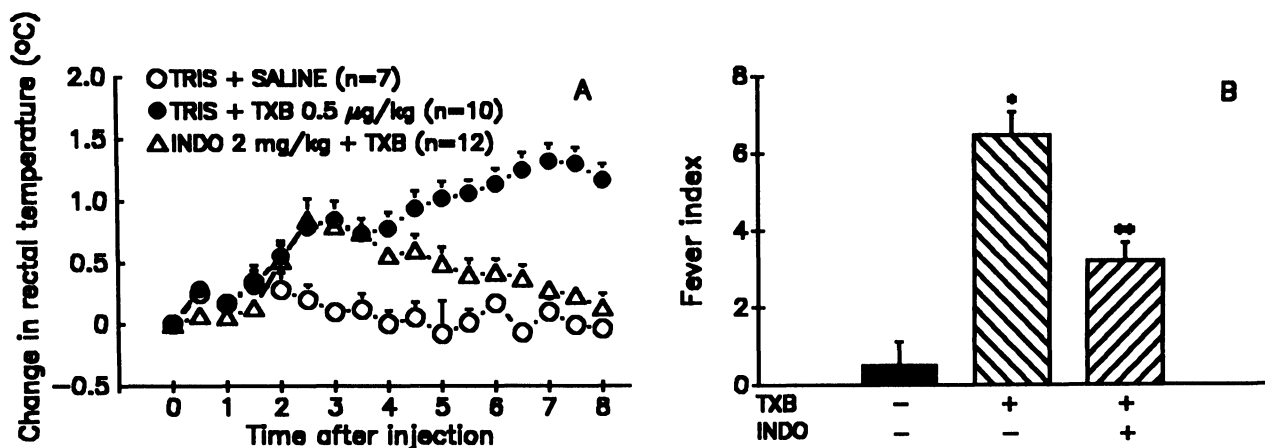 Change in rectal temperature (ºC)
2.0
1.5
1.0
0.5
0
−0.5
○ TRIS + SALINE (n=7)
● TRIS + TXB 0.5 μg/kg (n=10)
△ INDO 2 mg/kg + TXB (n=12)
A
0 1 2 3 4 5 6 7 8
Time after injection
Fever index
8
6
4
2
0
*
**
B
TXB − + +
INDO − − +